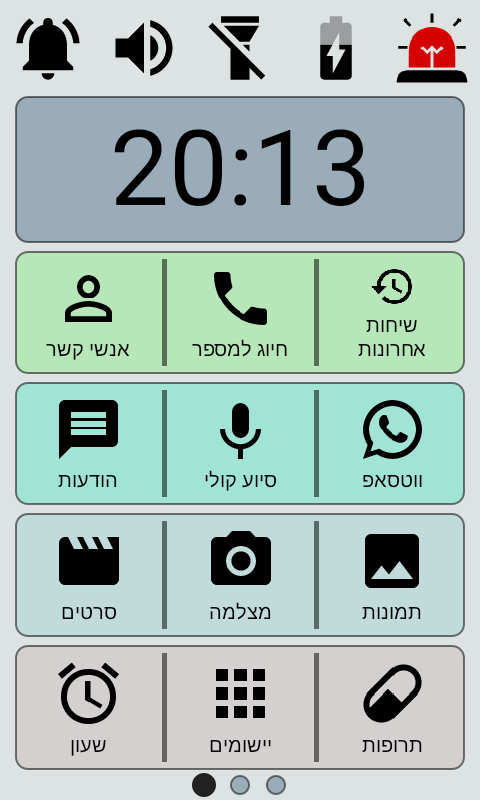 20:13
שיחות
אחרונות
חיוג למספר
אנשי קשר
ווטסאפ
סיוע קולי
הודעות
תמונות
מצלמה
סרטים
תרופות
יישומים
שעון